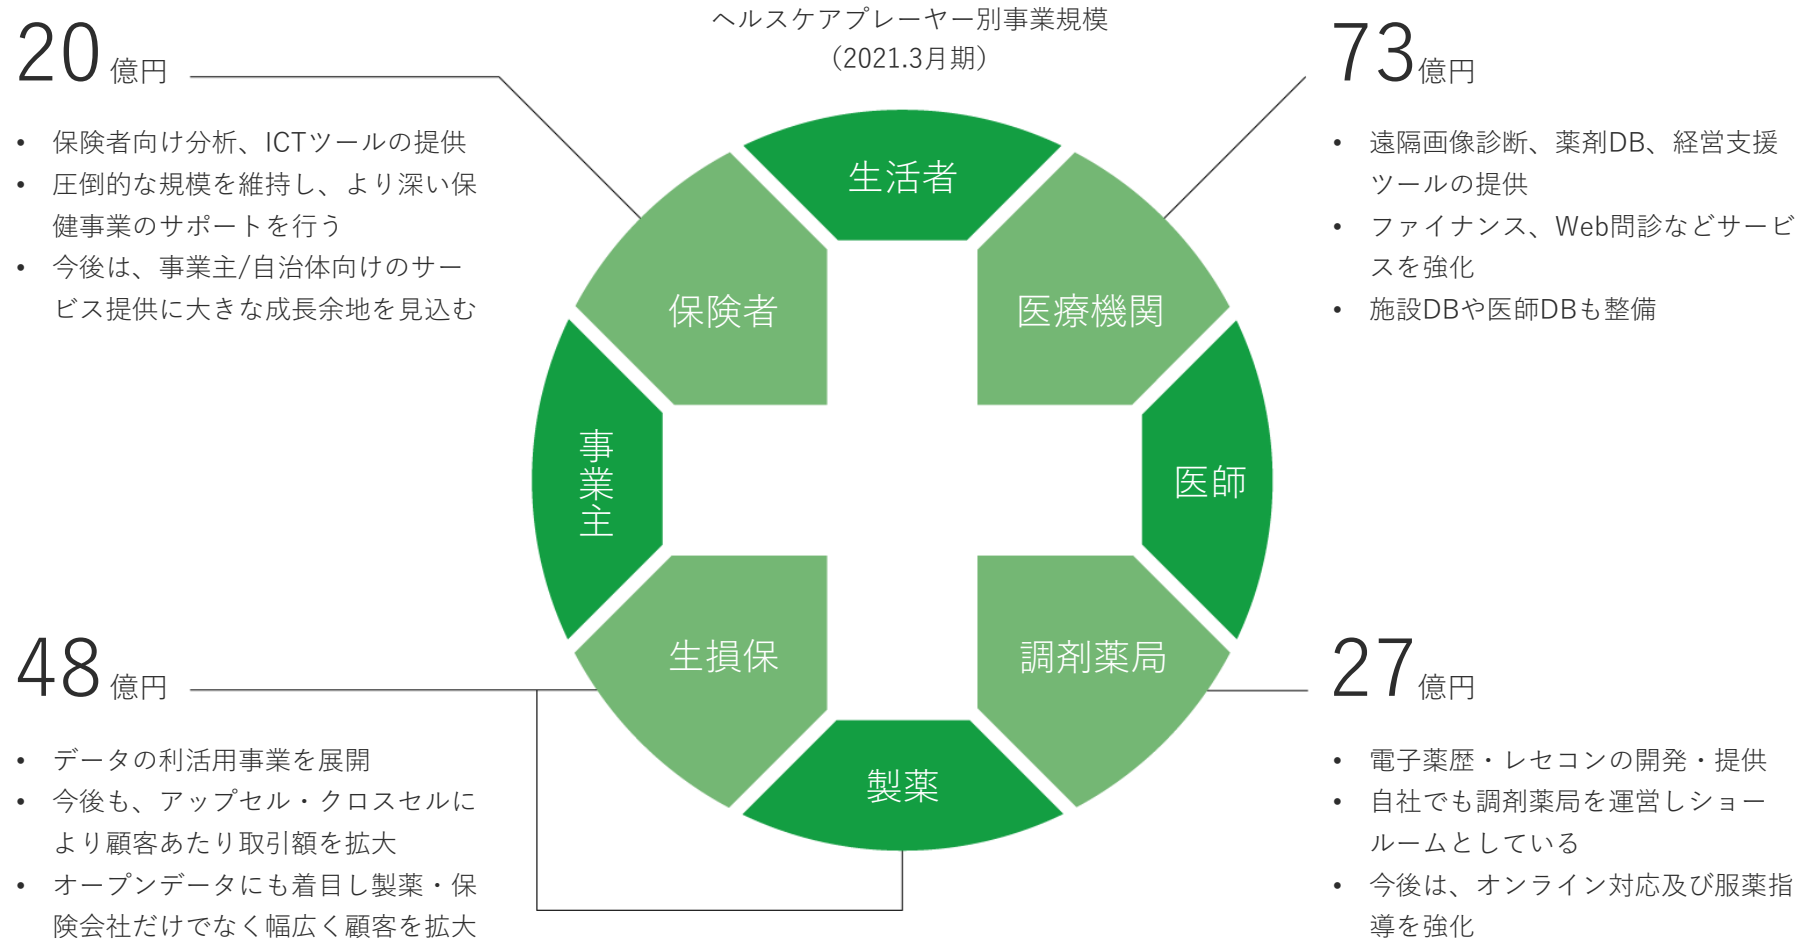 ヘルスケアプレーヤー別事業規模
（2021.3月期）
20億円
• 保険者向け分析、ICTツールの提供
• 圧倒的な規模を維持し、より深い保
健事業のサポートを行う
• 今後は、事業主/自治体向けのサー
ビス提供に大きな成長余地を見込む
73億円
• 遠隔画像診断、薬剤DB、経営支援
ツールの提供
• ファイナンス、Web問診などサービ
スを強化
• 施設DBや医師DBも整備
生活者
保険者
医療機関
事業主
医師
生損保
調剤薬局
製薬
48億円
• データの利活用事業を展開
• 今後も、アップセル・クロスセルに
より顧客あたり取引額を拡大
• オープンデータにも着目し製薬・保
険会社だけでなく幅広く顧客を拡大
27億円
• 電子薬歴・レセコンの開発・提供
• 自社でも調剤薬局を運営しショー
ルームとしている
• 今後は、オンライン対応及び服薬指
導を強化